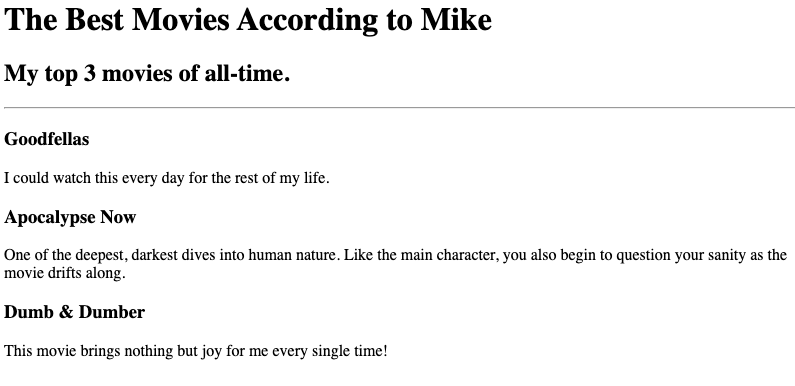 The Best Movies According to Mike
My top 3 movies of all-time.
Goodfellas
I could watch this every day for the rest of my life.
Apocalypse Now
One of the deepest, darkest dives into human nature. Like the main character, you also begin to question your sanity as the
movie drifts along.
Dumb & Dumber
This movie brings nothing but joy for me every single time!